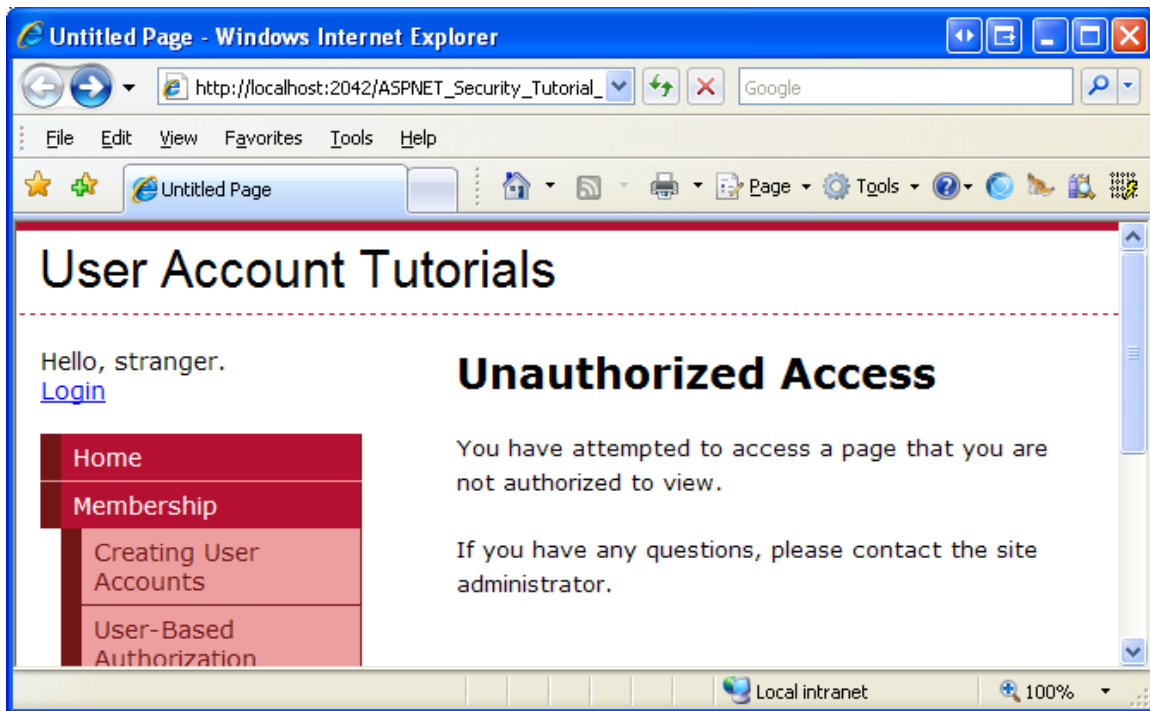 Untitled Page - Windows Internet Explorer
http://localhost:2042/ASPNET_Security_Tutorial_
Google
File Edit View Favorites Tools Help
Untitled Page
Page Tools
User Account Tutorials
Hello, stranger.
Login
Home
Membership
Creating User
Accounts
User-Based
Authorization
Unauthorized Access
You have attempted to access a page that you are
not authorized to view.
If you have any questions, please contact the site
administrator.
Local intranet
100%